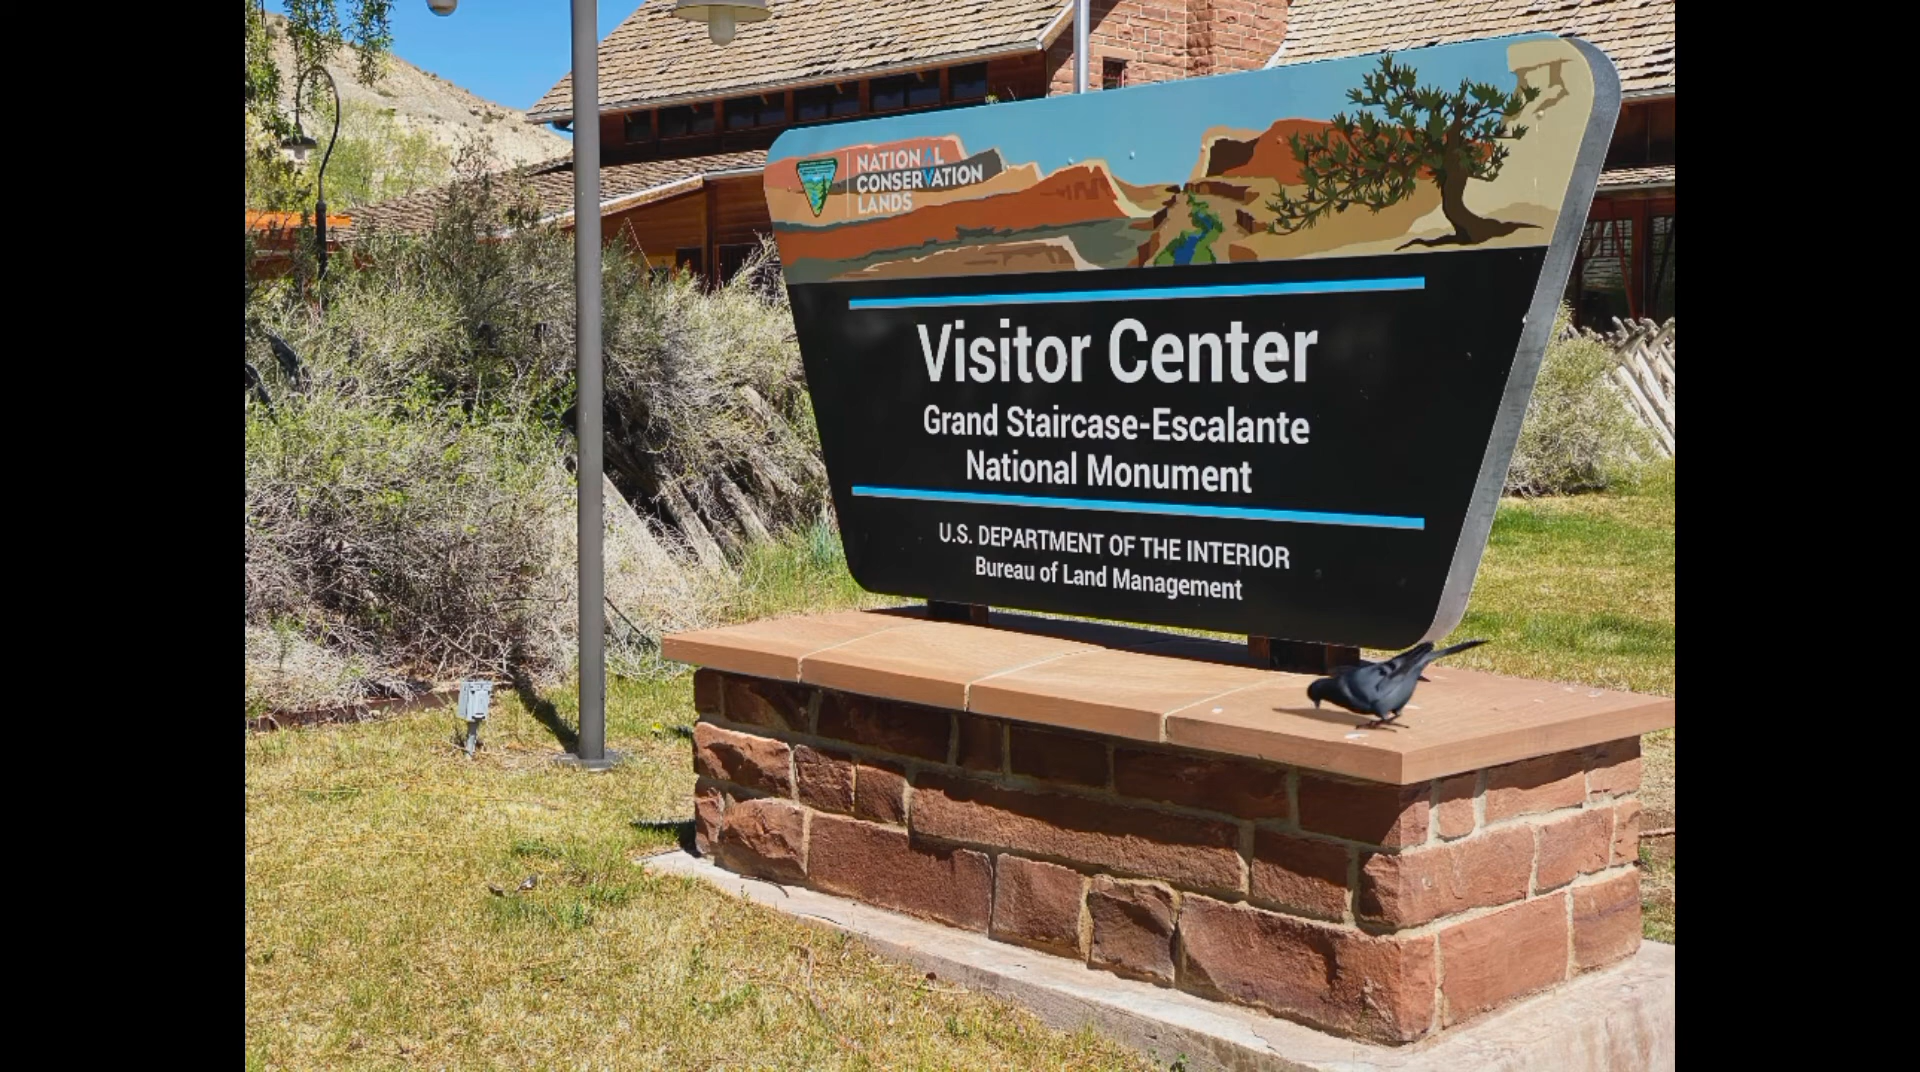 NATIONAL
CONSERVATION
LANDS
Visitor Center
Grand Staircase-Escalante
National Monument
U.S. DEPARTMENT OF THE INTERIOR
Bureau of Land Management